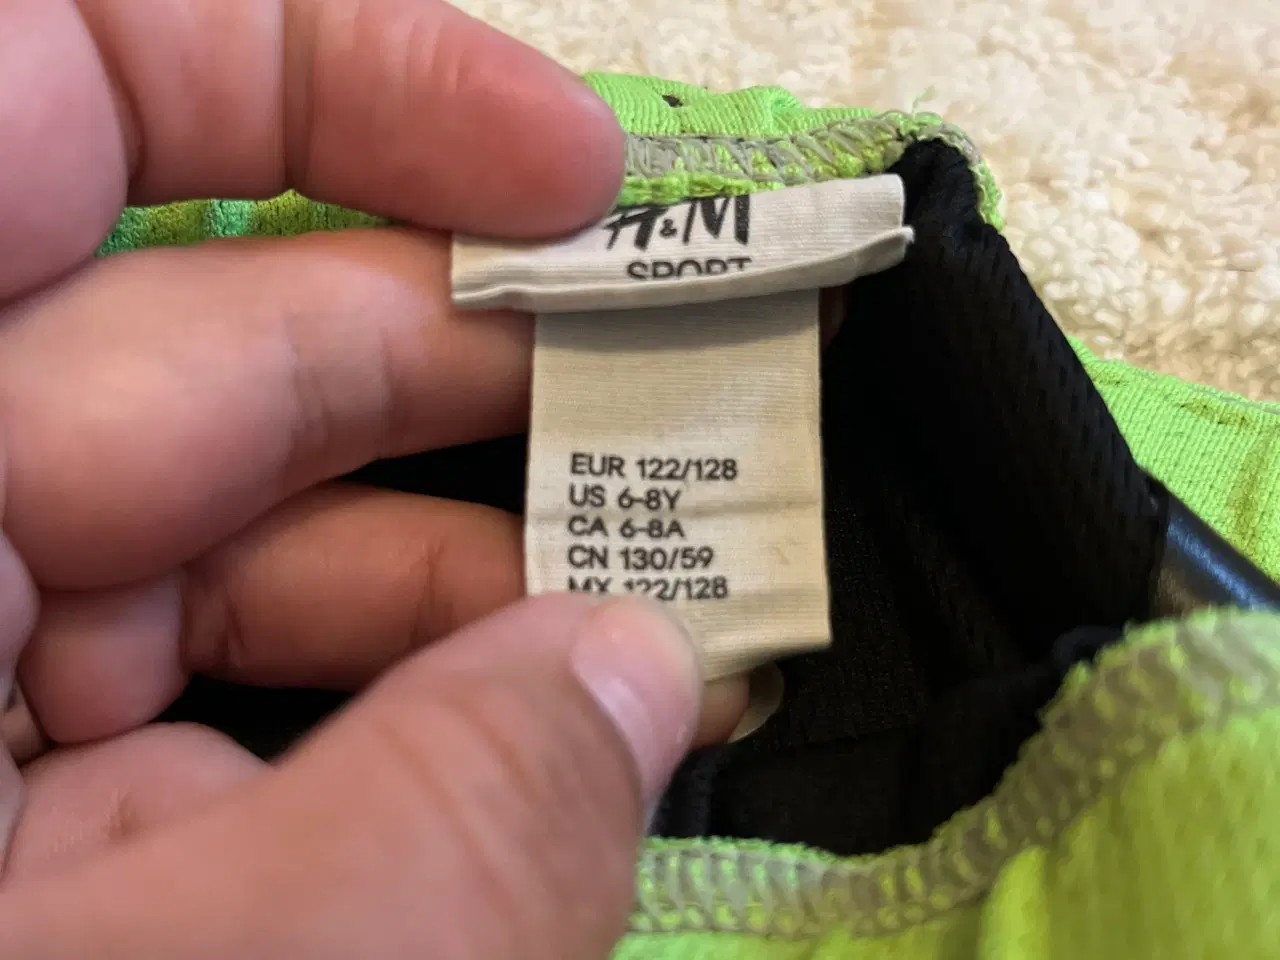 H&M
SPORT
EUR 122/128
US 6-8Y
CA 6-8A
CN 130/59
MX 122/128